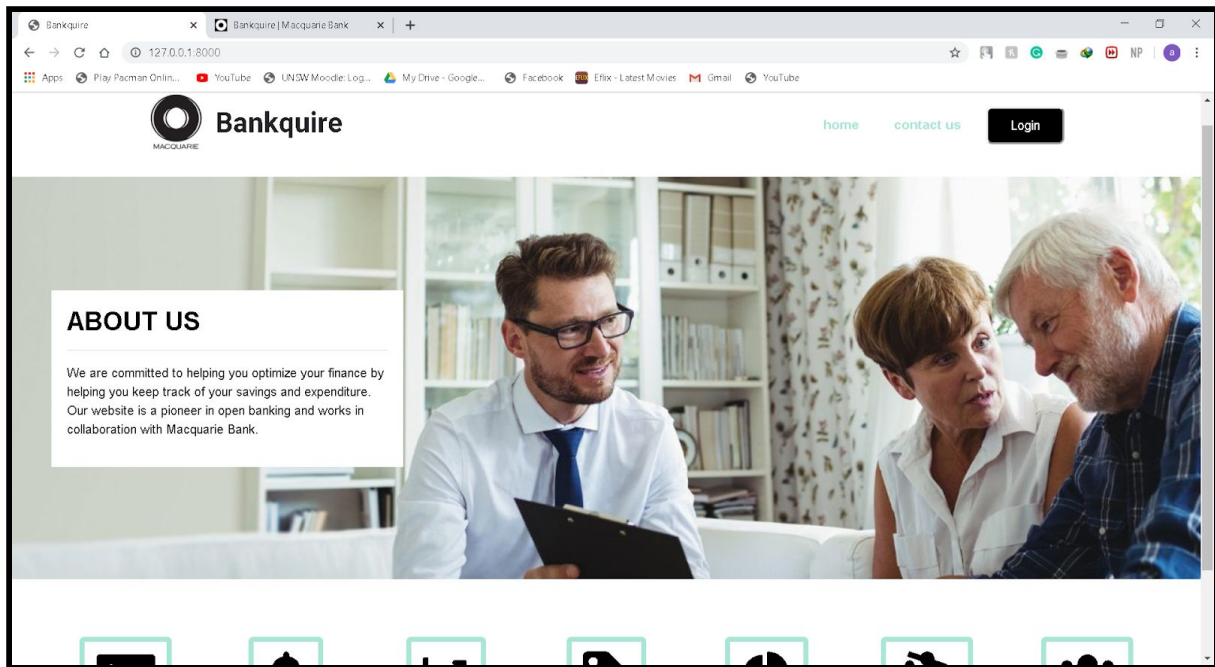 Bankquire
Bankquire | Macquarie Bank
127.0.0.1:8000
NP
a
Apps
Play Pacman Onlin...
YouTube
UNSW Moodle: Log...
My Drive - Google...
Facebook
Eflix - Latest Movies
Gmail
YouTube
MACQUARIE
Bankquire
home
contact us
Login
ABOUT US
We are committed to helping you optimize your finance by
helping you keep track of your savings and expenditure.
Our website is a pioneer in open banking and works in
collaboration with Macquarie Bank.